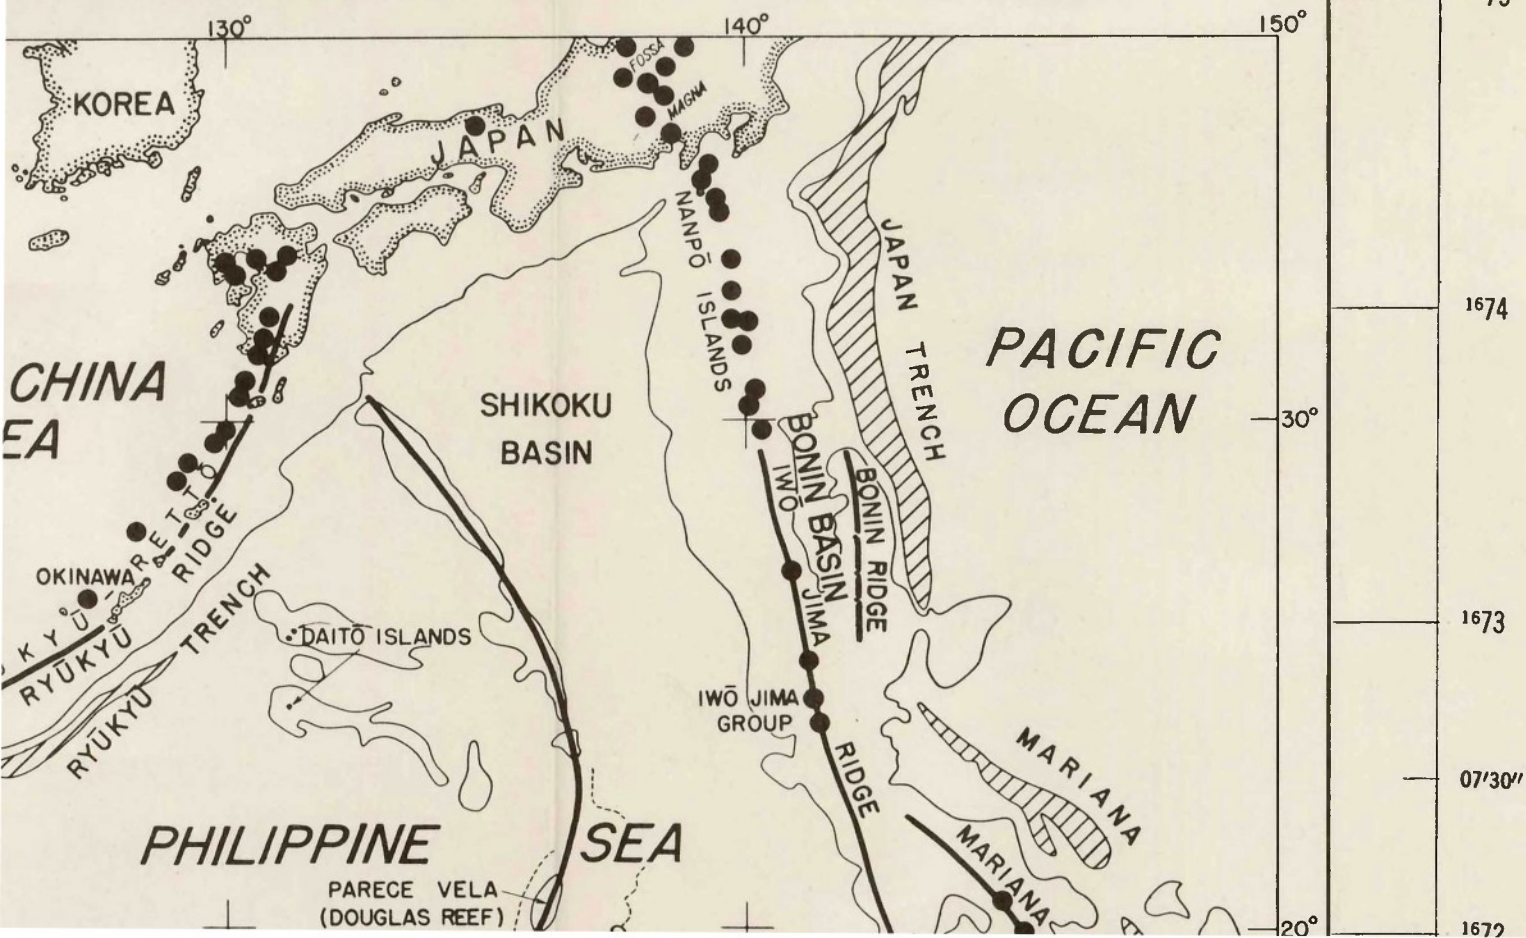 130°
140°
150°
75
KOREA
FOSSA
MAGNA
JAPAN
NANPŌ
ISLANDS
JAPAN TRENCH
1674
PACIFIC
OCEAN
CHINA
EA
SHIKOKU
BASIN
30°
BONIN BASIN
IWŌ
JIMA
RIDGE
BONIN RIDGE
RETTŌ
KYŪ
OKINAWA
RYŪKYŪ
RIDGE
RYŪKYŪ
TRENCH
DAITŌ ISLANDS
1673
IWŌ JIMA
GROUP
MARIANA
07'30"
PHILIPPINE SEA
MARIANA
PARECE VELA
(DOUGLAS REEF)
20°
1672